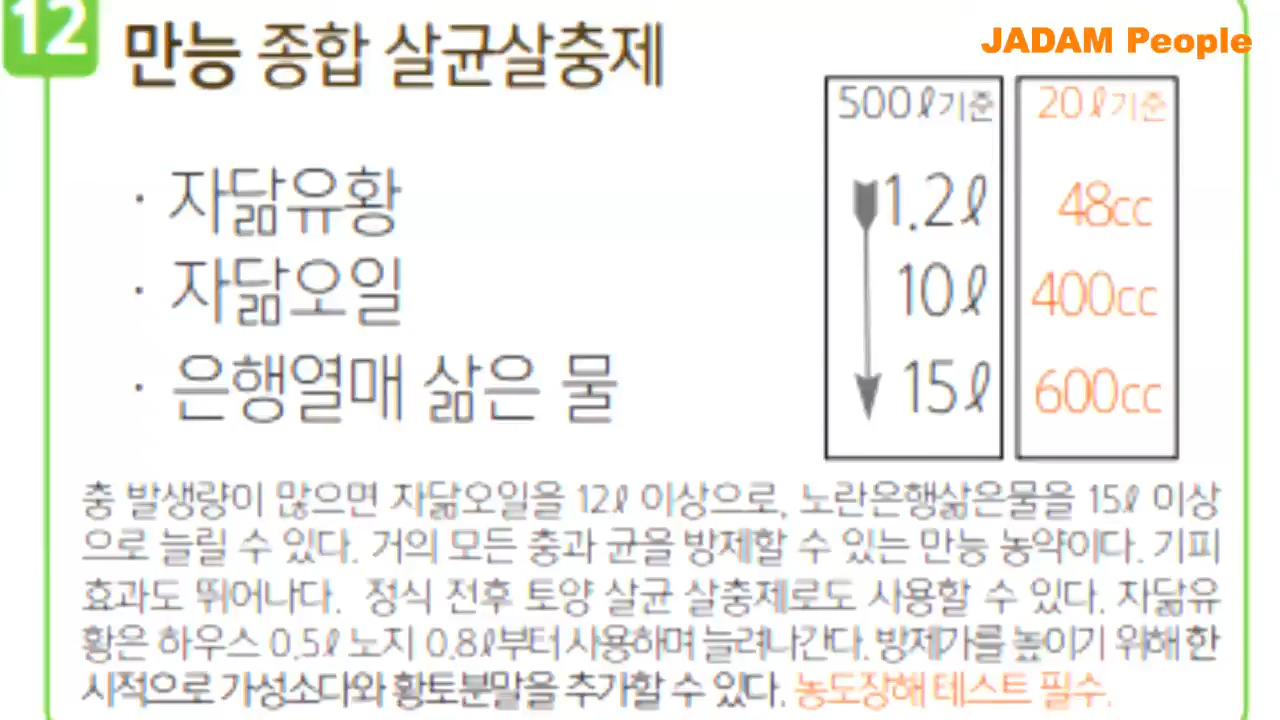 12 만능 종합 살균살충제
JADAM People
500ℓ기준 20ℓ기준
· 자닮유황 1.2ℓ 48cc
· 자닮오일 10ℓ 400cc
· 은행열매 삶은 물 15ℓ 600cc
충 발생량이 많으면 자닮오일을 12ℓ 이상으로, 노란은행삶은물을 15ℓ 이상
으로 늘릴 수 있다. 거의 모든 충과 균을 방제할 수 있는 만능 농약이다. 기피
효과도 뛰어나다. 정식 전후 토양 살균 살충제로도 사용할 수 있다. 자닮유
황은 하우스 0.5ℓ 노지 0.8ℓ부터 사용하며 늘려나간다. 방제가를 높이기 위해 한
시적으로 가성소다와 황토분말을 추가할 수 있다. 농도장해 테스트 필수.